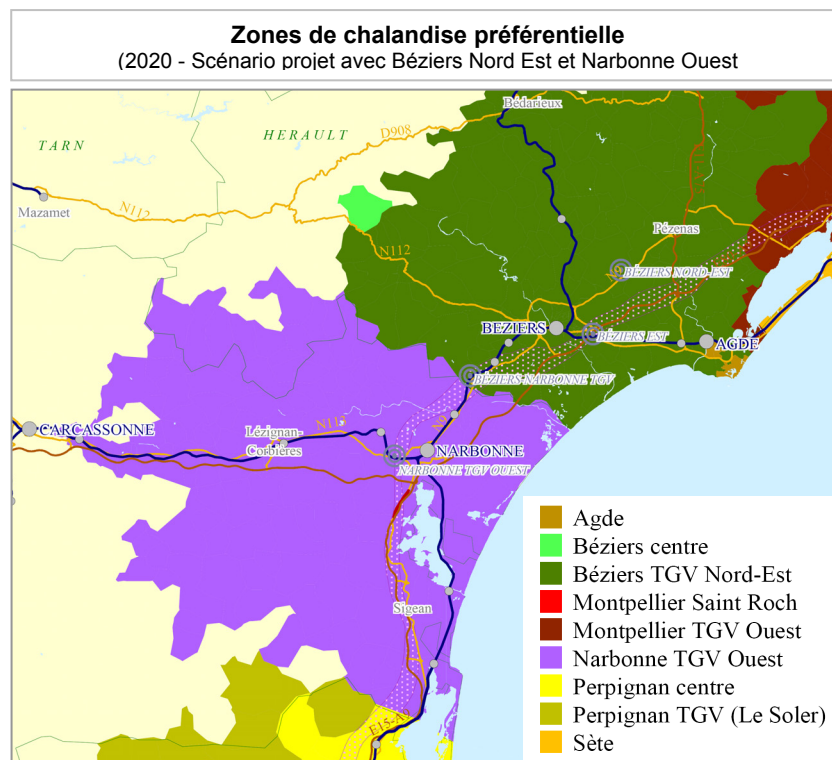 Zones de chalandise préférentielle
(2020 - Scénario projet avec Béziers Nord Est et Narbonne Ouest
Bédarieux
TARN
HERAULT
D908
Mazamet
N112
Pézenas
N112
BÉZIERS NORD-EST
BEZIERS
BÉZIERS EST
AGDE
BÉZIERS-NARBONNE TGV
CARCASSONNE
Lézignan-
Corbières
N113
N9
NARBONNE
NARBONNE TGV OUEST
Sigean
Agde
Béziers centre
Béziers TGV Nord-Est
Montpellier Saint Roch
Montpellier TGV Ouest
Narbonne TGV Ouest
Perpignan centre
Perpignan TGV (Le Soler)
Sète